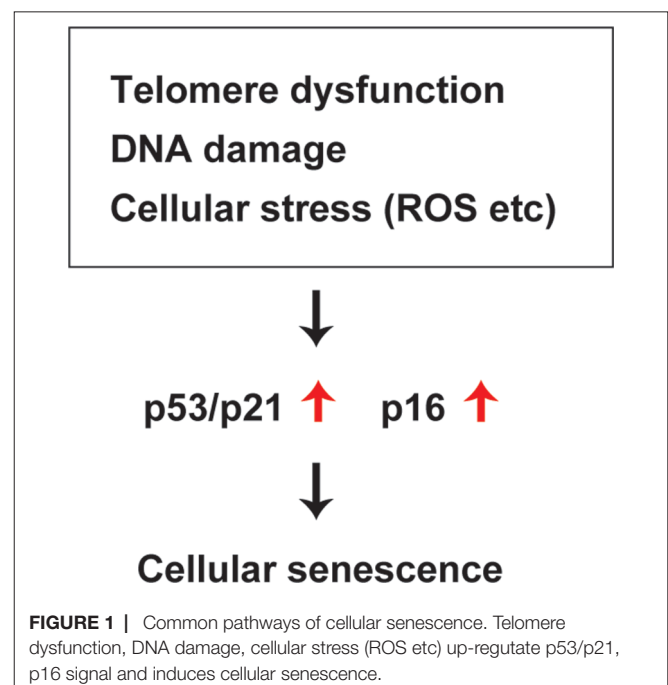 Telomere dysfunction
DNA damage
Cellular stress (ROS etc)
p53/p21 ↑ p16 ↑
Cellular senescence
FIGURE 1 | Common pathways of cellular senescence. Telomere
dysfunction, DNA damage, cellular stress (ROS etc) up-regutate p53/p21,
p16 signal and induces cellular senescence.